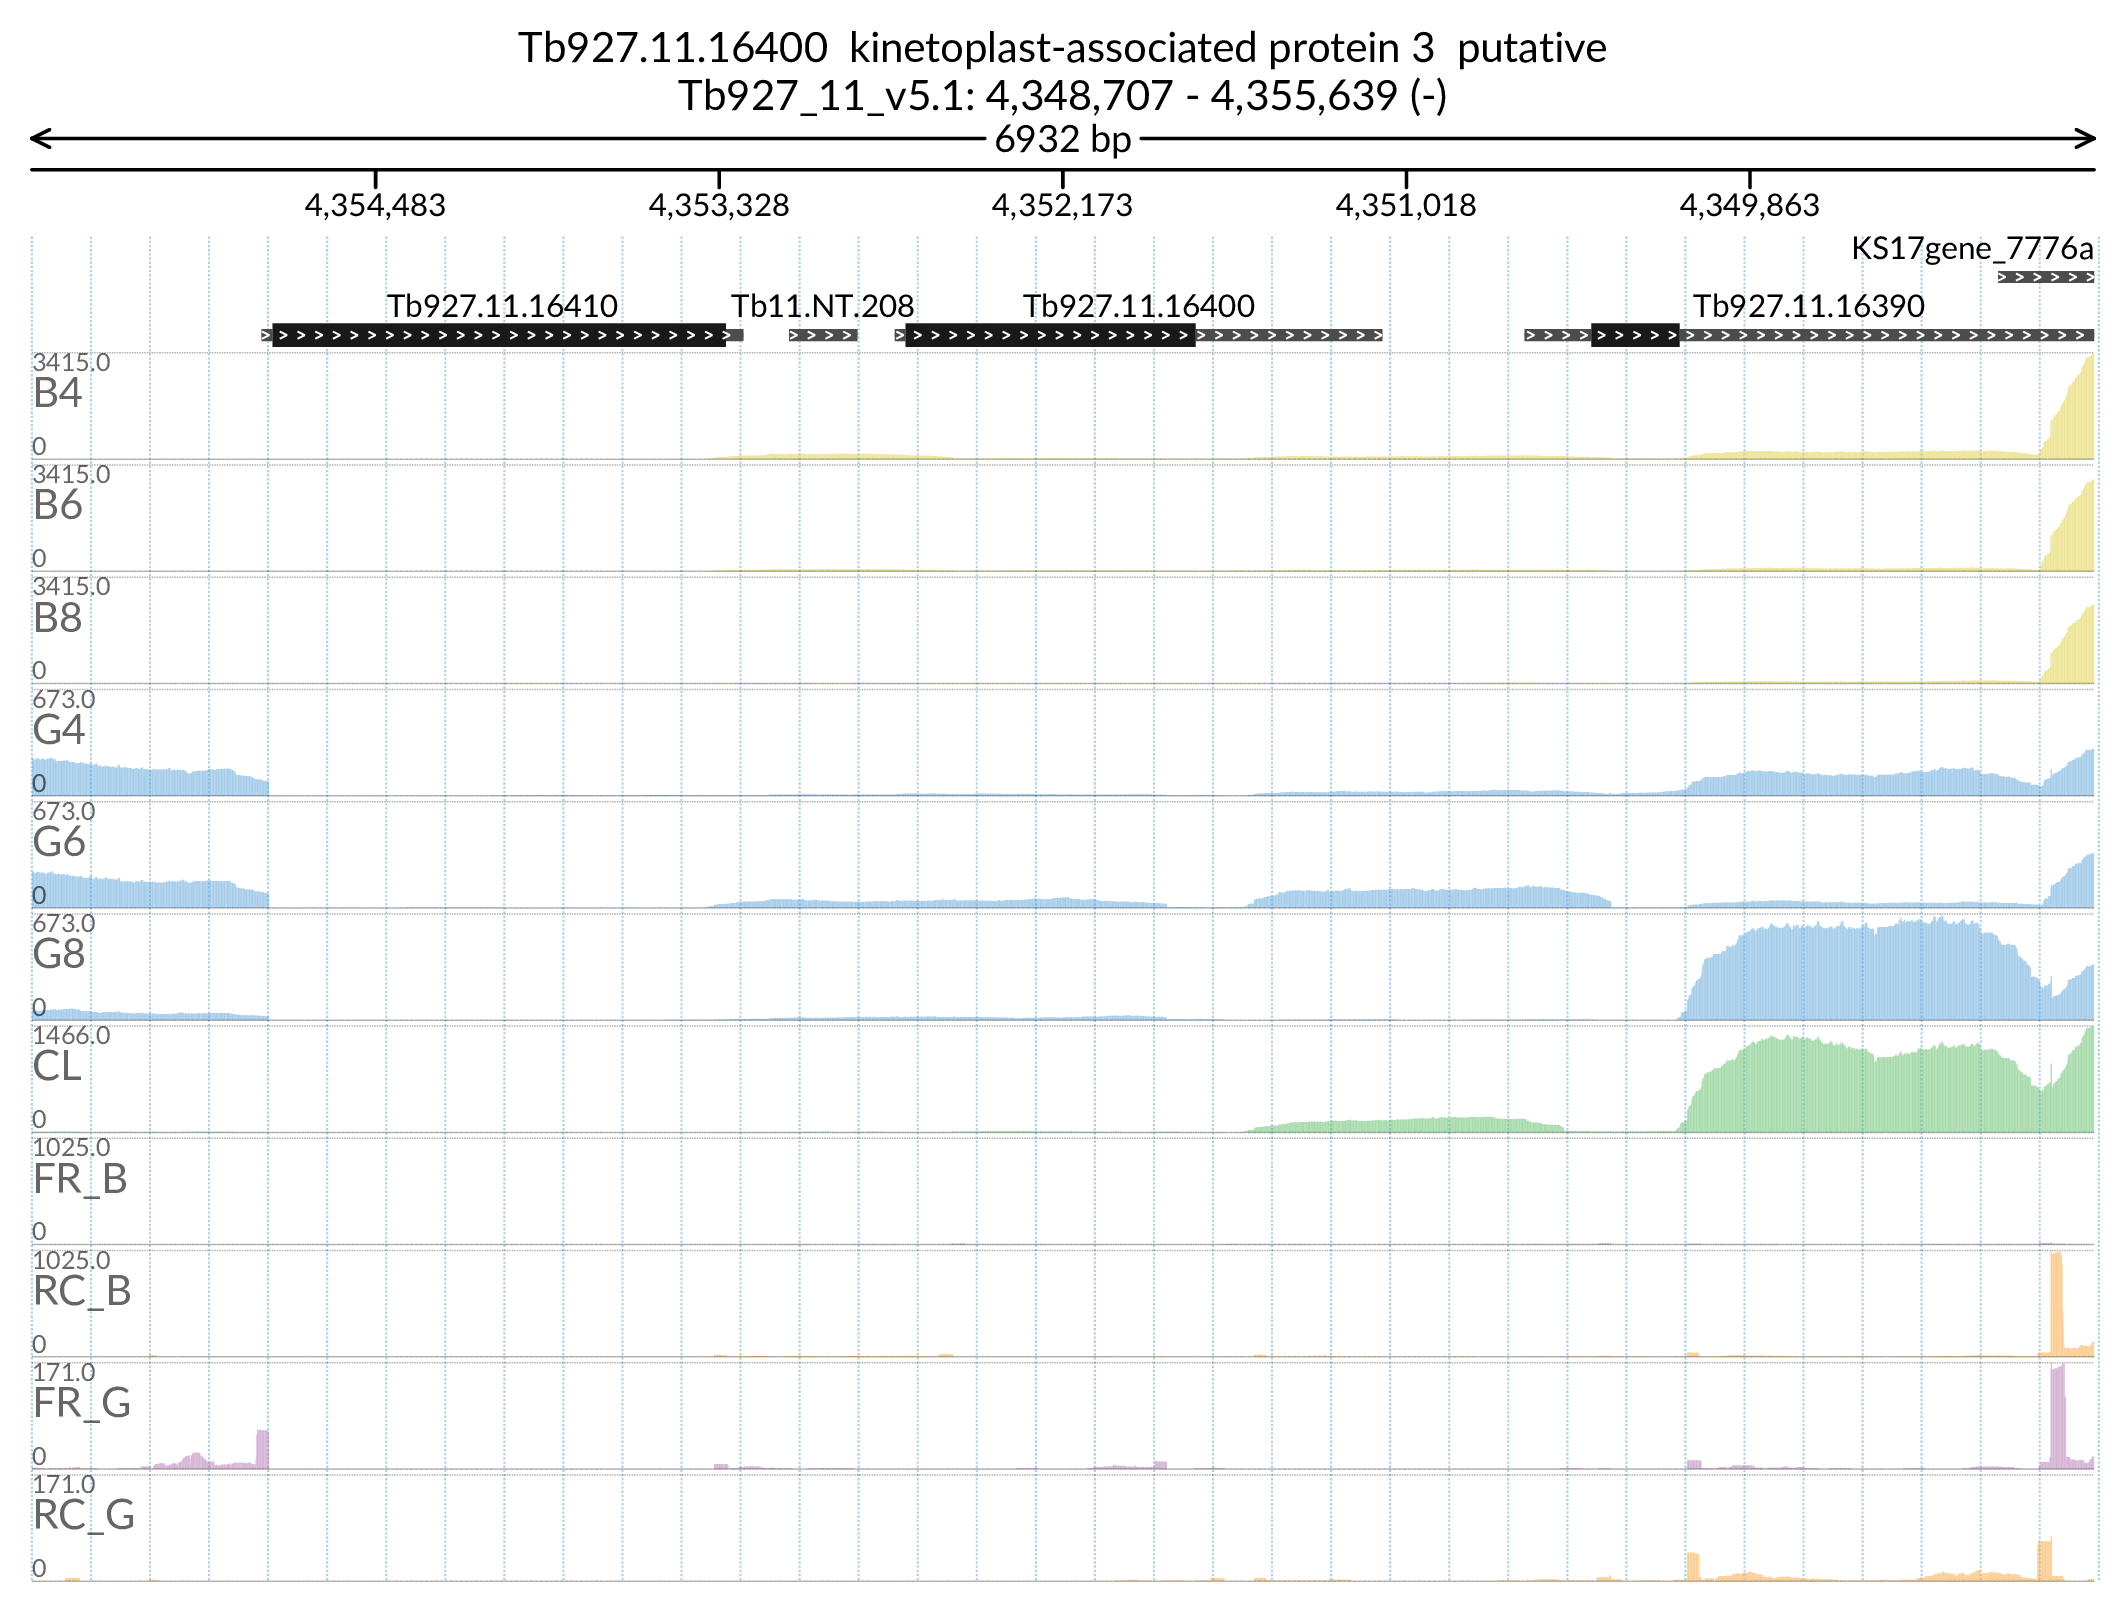 Tb927.11.16400  kinetoplast-associated protein 3  putative
Tb927_11_v5.1: 4,348,707 - 4,355,639 (-)
6932 bp
4,354,483 4,353,328 4,352,173 4,351,018 4,349,863
KS17gene_7776a
Tb927.11.16410 Tb11.NT.208 Tb927.11.16400 Tb927.11.16390
3415.0
B4
0
3415.0
B6
0
3415.0
B8
0
673.0
G4
0
673.0
G6
0
673.0
G8
0
1466.0
CL
0
1025.0
FR_B
0
1025.0
RC_B
0
171.0
FR_G
0
171.0
RC_G
0